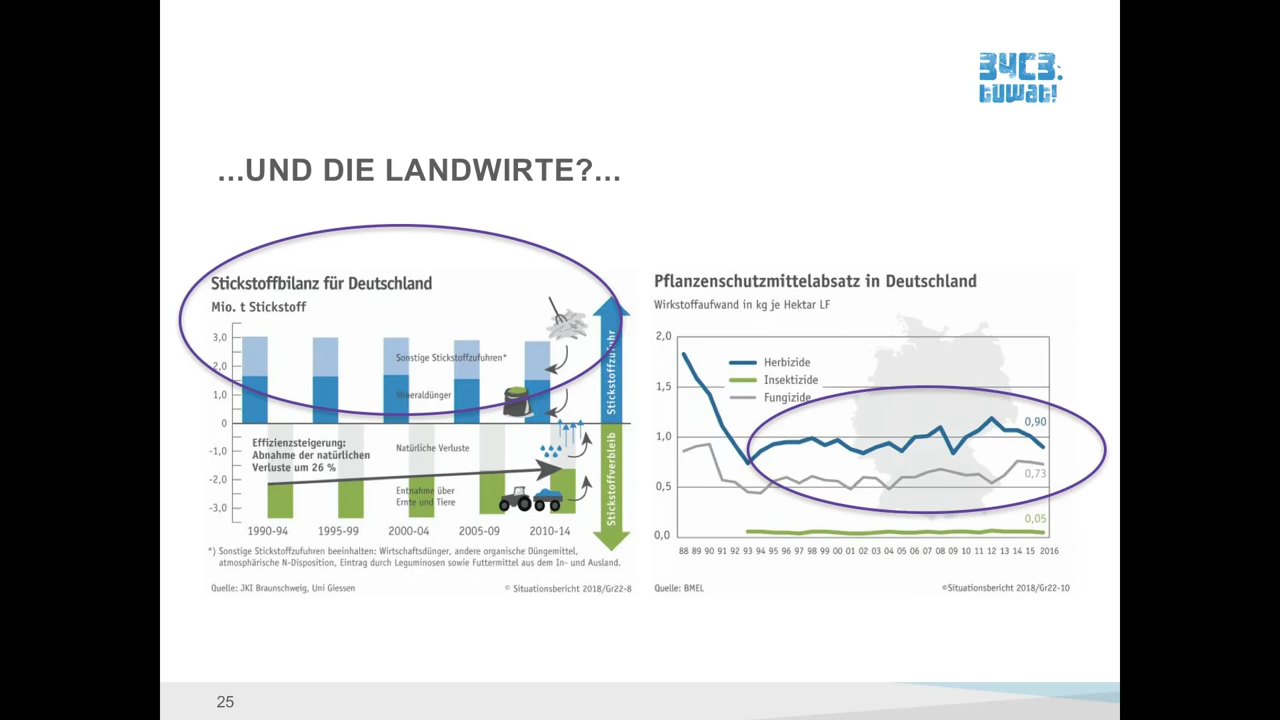 34C3.
tuwat!
...UND DIE LANDWIRTE?...
Stickstoffbilanz für Deutschland
Mio. t Stickstoff
3,0
2,0
1,0
0
-1,0
-2,0
-3,0
Sonstige Stickstoffzufuhren*
Mineraldünger
Effizienzsteigerung:
Abnahme der natürlichen
Verluste um 26 %
Natürliche Verluste
Entnahme über
Ernte und Tiere
Stickstoffzufuhr
Stickstoffverbleib
1990-94 1995-99 2000-04 2005-09 2010-14
*) Sonstige Stickstoffzufuhren beeinhalten: Wirtschaftsdünger, andere organische Düngemittel,
atmosphärische N-Disposition, Eintrag durch Leguminosen sowie Futtermittel aus dem In- und Ausland.
Quelle: JKI Braunschweig, Uni Giessen
© Situationsbericht 2018/Gr22-8
Pflanzenschutzmittelabsatz in Deutschland
Wirkstoffaufwand in kg je Hektar LF
2,0
1,5
1,0
0,5
0,0
Herbizide
Insektizide
Fungizide
0,90
0,73
0,05
88 89 90 91 92 93 94 95 96 97 98 99 00 01 02 03 04 05 06 07 08 09 10 11 12 13 14 15 2016
Quelle: BMEL
©Situationsbericht 2018/Gr22-10
25